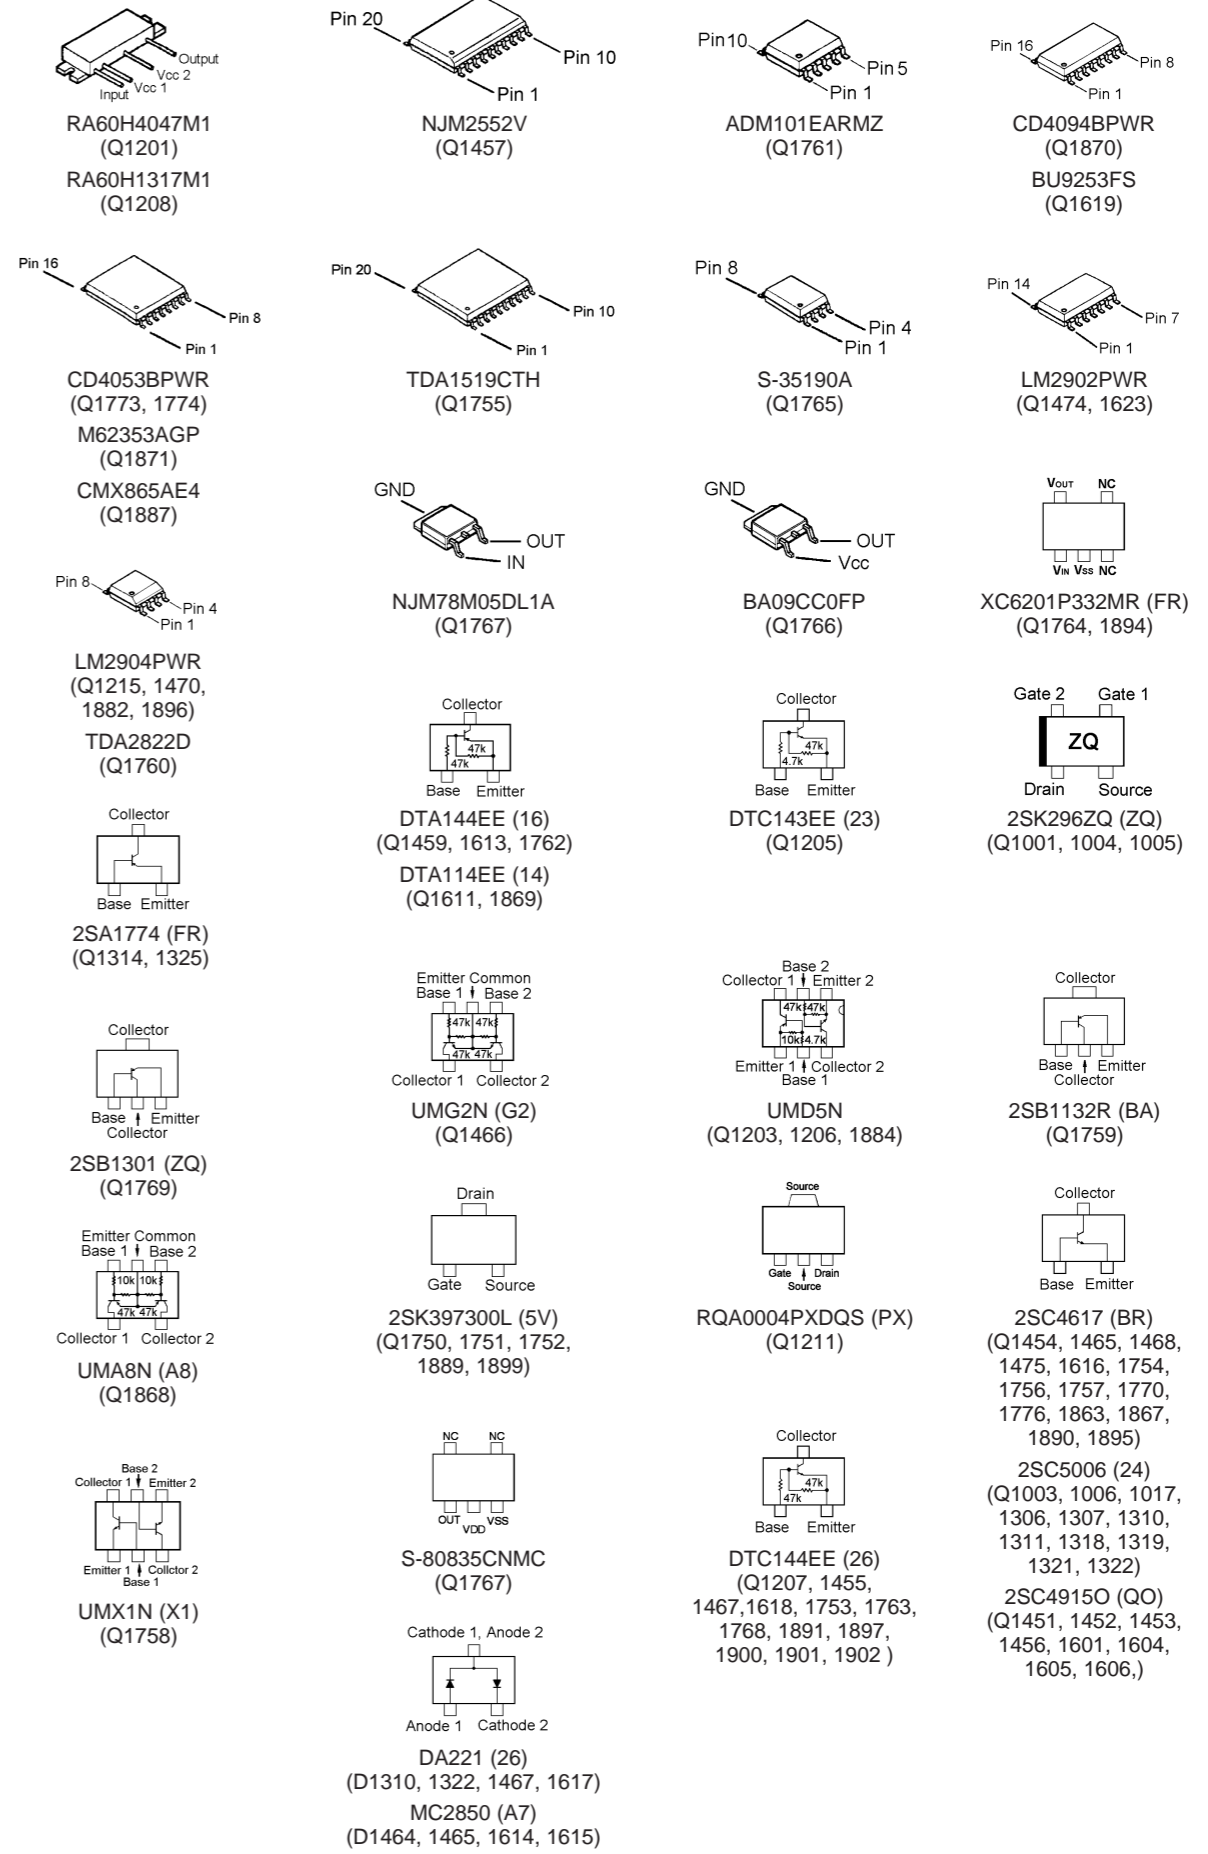 Output
Vcc 2
Vcc 1
Input
RA60H4047M1
(Q1201)
RA60H1317M1
(Q1208)
Pin 20
Pin 10
Pin 1
NJM2552V
(Q1457)
Pin10
Pin 5
Pin 1
ADM101EARMZ
(Q1761)
Pin 16
Pin 8
Pin 1
CD4094BPWR
(Q1870)
BU9253FS
(Q1619)
Pin 16
Pin 8
Pin 1
CD4053BPWR
(Q1773, 1774)
M62353AGP
(Q1871)
CMX865AE4
(Q1887)
Pin 20
Pin 10
Pin 1
TDA1519CTH
(Q1755)
Pin 8
Pin 4
Pin 1
S-35190A
(Q1765)
Pin 14
Pin 7
Pin 1
LM2902PWR
(Q1474, 1623)
GND
OUT
IN
NJM78M05DL1A
(Q1767)
GND
OUT
Vcc
BA09CC0FP
(Q1766)
VOUT NC
VIN VSS NC
XC6201P332MR (FR)
(Q1764, 1894)
Pin 8
Pin 4
Pin 1
LM2904PWR
(Q1215, 1470,
1882, 1896)
TDA2822D
(Q1760)
Collector
47k
47k
Base Emitter
DTA144EE (16)
(Q1459, 1613, 1762)
DTA114EE (14)
(Q1611, 1869)
Collector
47k
4.7k
Base Emitter
DTC143EE (23)
(Q1205)
Gate 2 Gate 1
ZQ
Drain Source
2SK296ZQ (ZQ)
(Q1001, 1004, 1005)
Collector
Base Emitter
2SA1774 (FR)
(Q1314, 1325)
Emitter Common
Base 1 Base 2
47k 47k
47k 47k
Collector 1 Collector 2
UMG2N (G2)
(Q1466)
Base 2
Collector 1 Emitter 2
47k 47k
10k 4.7k
Emitter 1 Collector 2
Base 1
UMD5N
(Q1203, 1206, 1884)
Collector
Base Emitter
Collector
2SB1132R (BA)
(Q1759)
Collector
Base Emitter
Collector
2SB1301 (ZQ)
(Q1769)
Drain
Gate Source
2SK397300L (5V)
(Q1750, 1751, 1752,
1889, 1899)
Source
Gate Drain
Source
RQA0004PXDQS (PX)
(Q1211)
Collector
Base Emitter
2SC4617 (BR)
(Q1454, 1465, 1468,
1475, 1616, 1754,
1756, 1757, 1770,
1776, 1863, 1867,
1890, 1895)
2SC5006 (24)
(Q1003, 1006, 1017,
1306, 1307, 1310,
1311, 1318, 1319,
1321, 1322)
2SC4915O (QO)
(Q1451, 1452, 1453,
1456, 1601, 1604,
1605, 1606,)
Emitter Common
Base 1 Base 2
10k 10k
47k 47k
Collector 1 Collector 2
UMA8N (A8)
(Q1868)
NC NC
OUT VSS
VDD
S-80835CNMC
(Q1767)
Collector
47k
47k
Base Emitter
DTC144EE (26)
(Q1207, 1455,
1467,1618, 1753, 1763,
1768, 1891, 1897,
1900, 1901, 1902 )
Base 2
Collector 1 Emitter 2
Emitter 1 Collctor 2
Base 1
UMX1N (X1)
(Q1758)
Cathode 1, Anode 2
Anode 1 Cathode 2
DA221 (26)
(D1310, 1322, 1467, 1617)
MC2850 (A7)
(D1464, 1465, 1614, 1615)